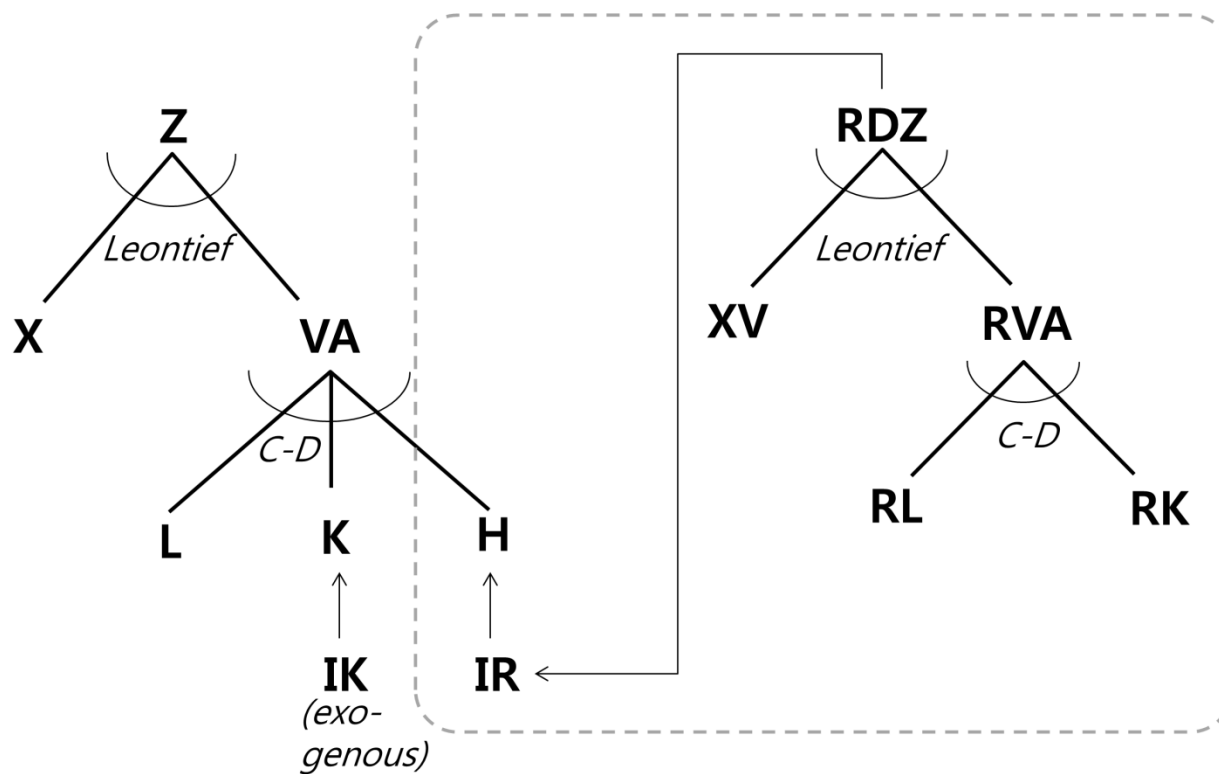 Z
Leontief
X
VA
C-D
L
K
H
IK
(exo-
genous)
IR
RDZ
Leontief
XV
RVA
C-D
RL
RK